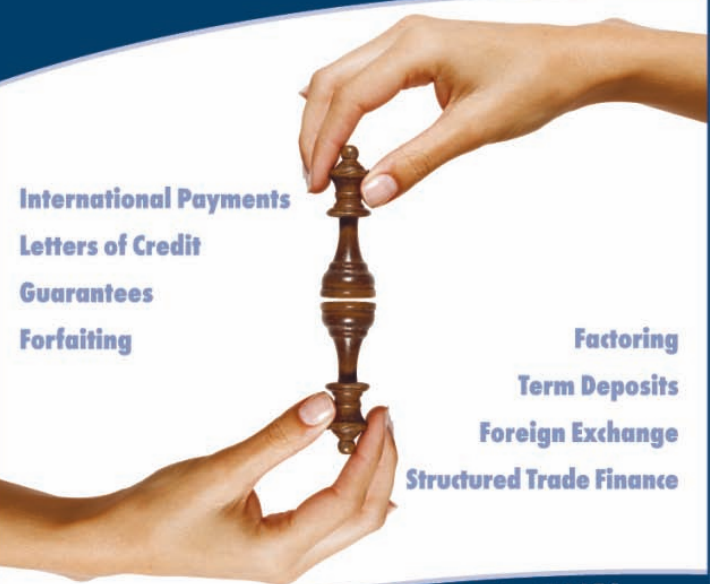 International Payments
Letters of Credit
Guarantees
Forfaiting
Factoring
Term Deposits
Foreign Exchange
Structured Trade Finance